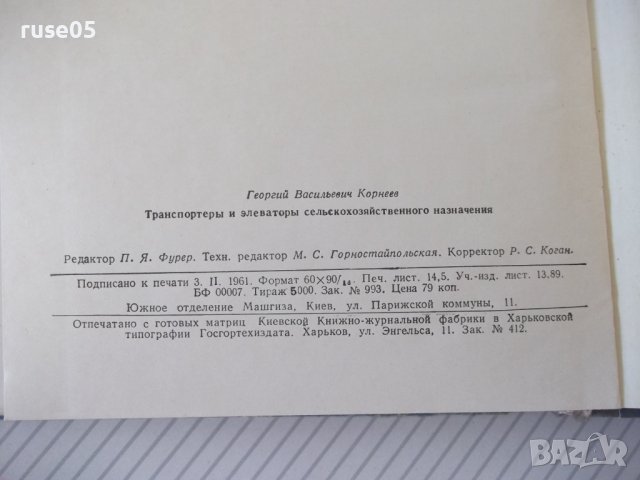 ruse05
Георгий Васильевич Корнеев
Транспортеры и элеваторы сельскохозяйственного назначения
Редактор П. Я. Фурер. Техн. редактор М. С. Горностайпольская. Корректор Р. С. Коган.
Подписано к печати 3. II. 1961. Формат 60×90/16. Печ. лист. 14,5. Уч.-изд. лист. 13.89.
БФ 00007. Тираж 5000. Зак. № 993. Цена 79 коп.
Южное отделение Машгиза, Киев, ул. Парижской коммуны, 11.
Отпечатано с готовых матриц Киевской Книжно-журнальной фабрики в Харьковской
типографии Госгортехиздата. Харьков, ул. Энгельса, 11. Зак. № 412.
BAZAR